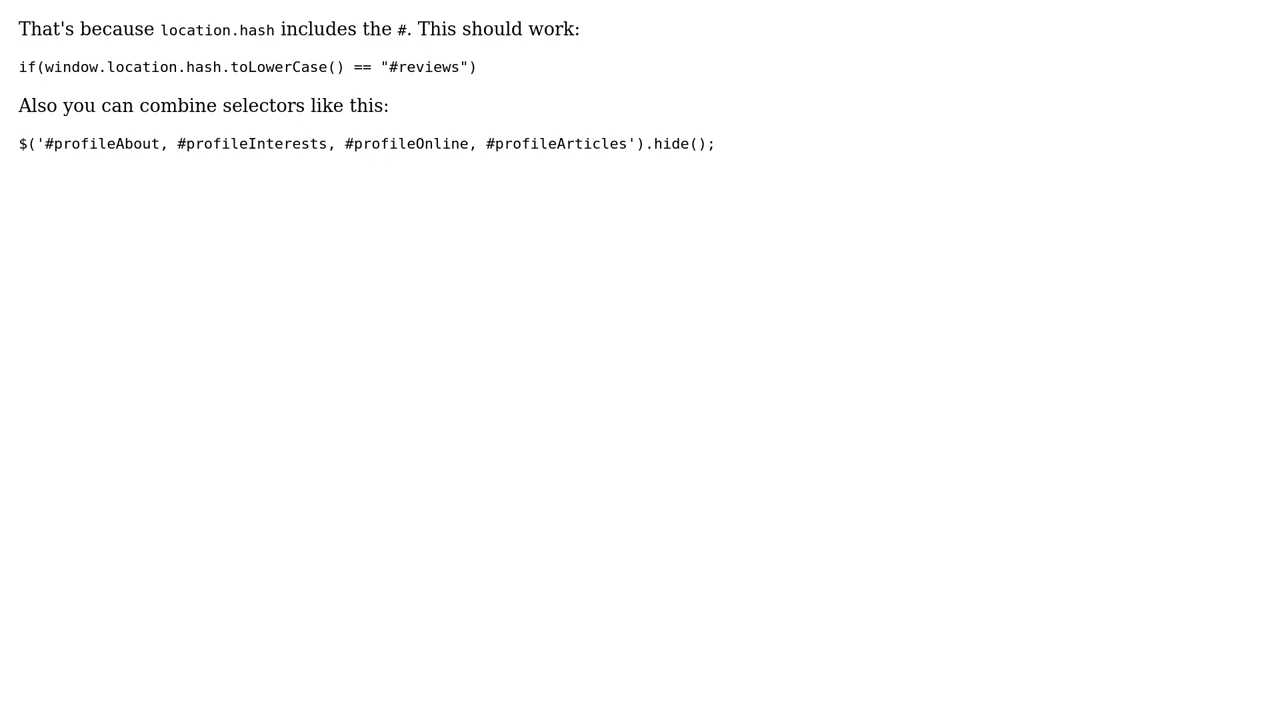 That's because location.hash includes the #. This should work:
if(window.location.hash.toLowerCase() == "#reviews")
Also you can combine selectors like this:
$('#profileAbout, #profileInterests, #profileOnline, #profileArticles').hide();